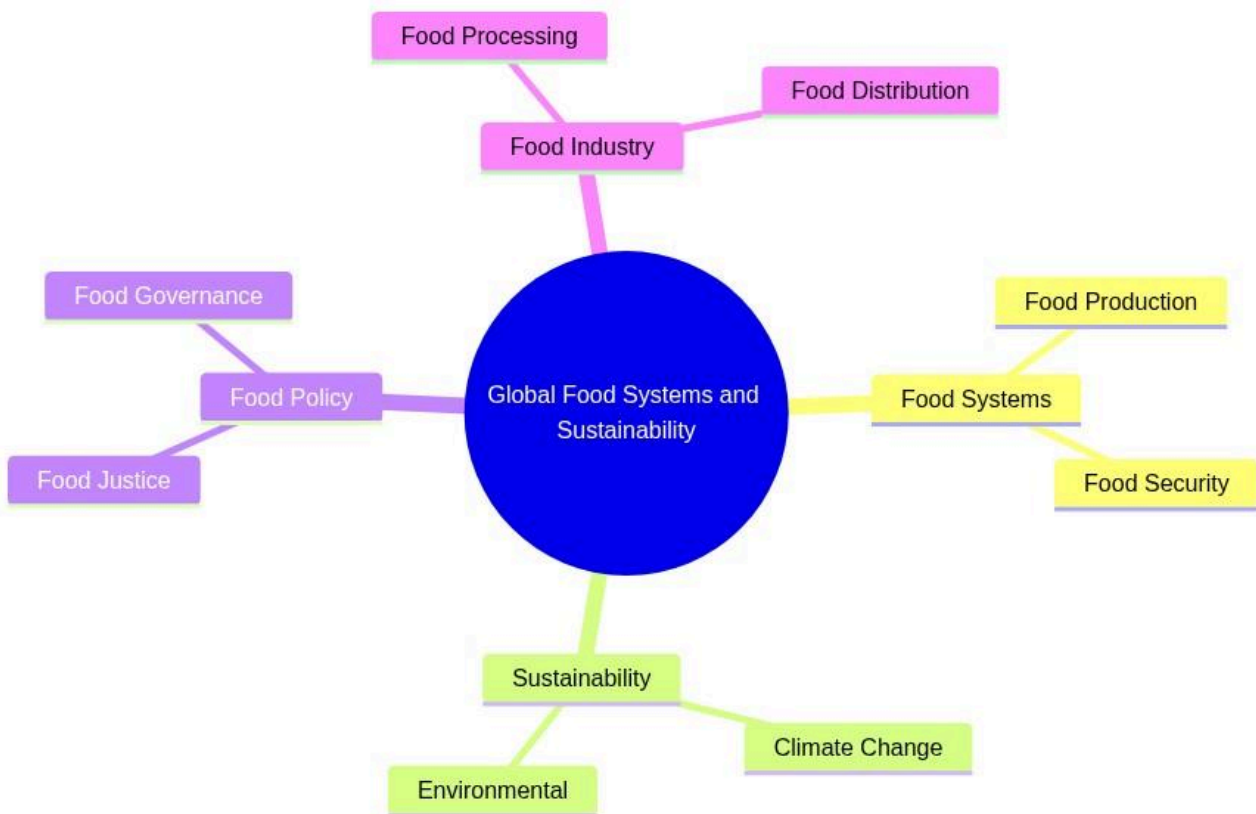 Food Processing
Food Distribution
Food Industry
Food Governance
Food Production
Food Policy
Global Food Systems and
Sustainability
Food Systems
Food Justice
Food Security
Sustainability
Climate Change
Environmental